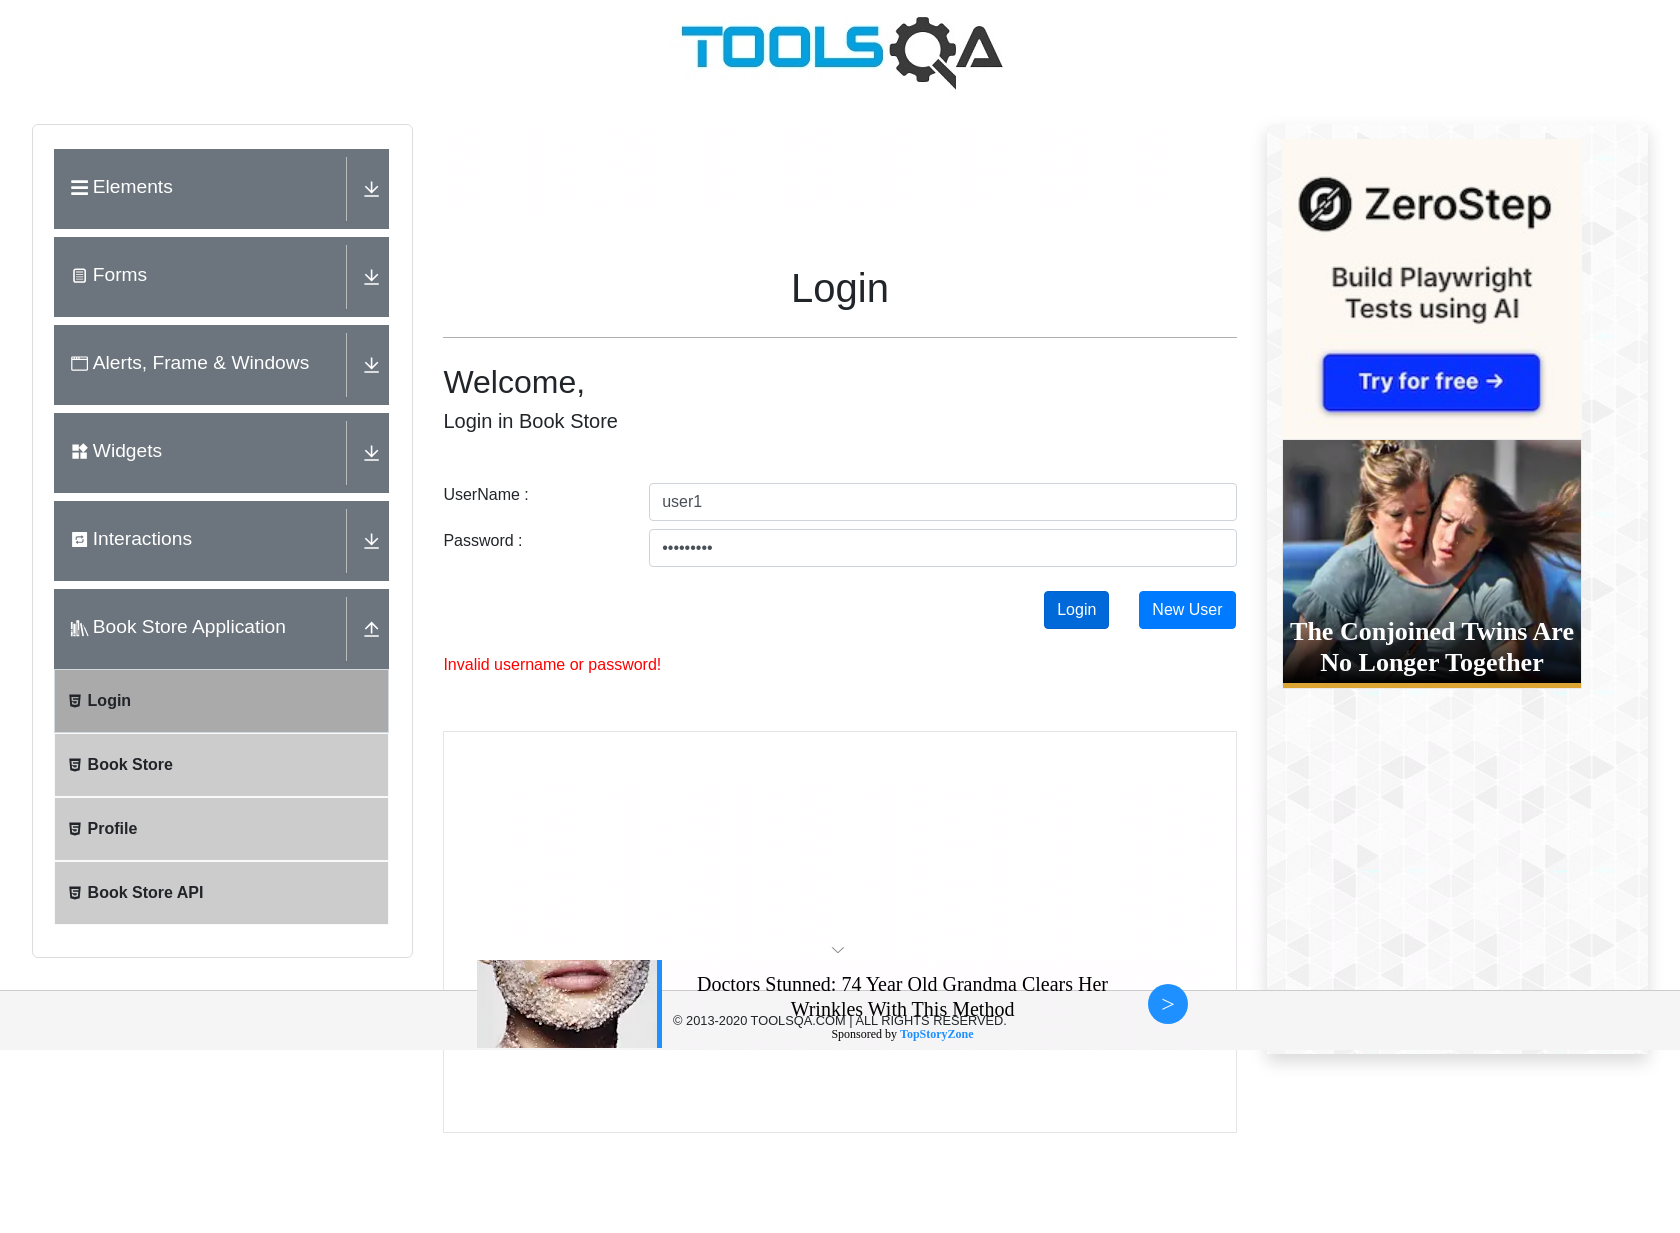 TOOLSQA
Elements
Forms
Alerts, Frame & Windows
Widgets
Interactions
Book Store Application
Login
Book Store
Profile
Book Store API
Login
Welcome,
Login in Book Store
UserName :
user1
Password :
•••••••••
Login
New User
Invalid username or password!
ZeroStep
Build Playwright
Tests using AI
Try for free →
The Conjoined Twins Are
No Longer Together
Doctors Stunned: 74 Year Old Grandma Clears Her
Wrinkles With This Method
>
© 2013-2020 TOOLSQA.COM | ALL RIGHTS RESERVED.
Sponsored by TopStoryZone